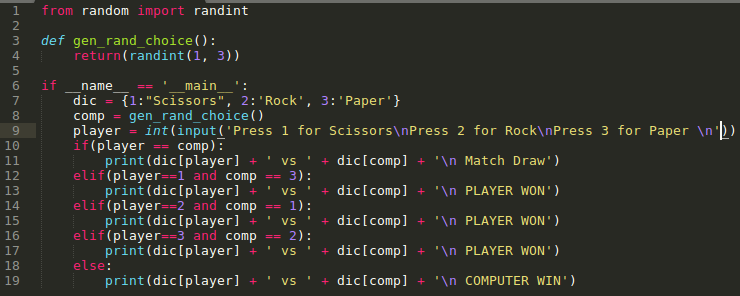 1 from random import randint
2
3 def gen_rand_choice():
4     return(randint(1, 3))
5
6 if __name__ == '__main__':
7     dic = {1:"Scissors", 2:'Rock', 3:'Paper'}
8     comp = gen_rand_choice()
9     player = int(input('Press 1 for Scissors\nPress 2 for Rock\nPress 3 for Paper \n'))
10     if(player == comp):
11         print(dic[player] + ' vs ' + dic[comp] + '\n Match Draw')
12     elif(player==1 and comp == 3):
13         print(dic[player] + ' vs ' + dic[comp] + '\n PLAYER WON')
14     elif(player==2 and comp == 1):
15         print(dic[player] + ' vs ' + dic[comp] + '\n PLAYER WON')
16     elif(player==3 and comp == 2):
17         print(dic[player] + ' vs ' + dic[comp] + '\n PLAYER WON')
18     else:
19         print(dic[player] + ' vs ' + dic[comp] + '\n COMPUTER WIN')